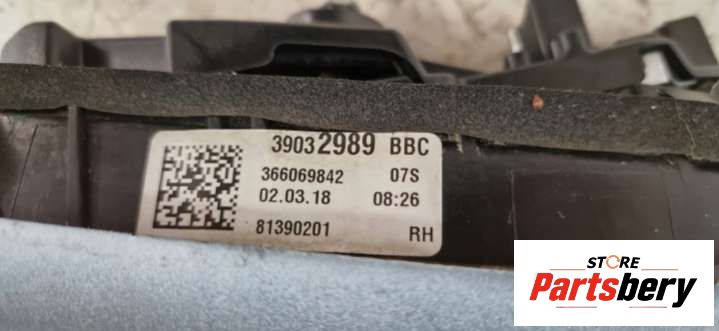 39032989 BBC
366069842 07S
02.03.18 08:26
81390201 RH
STORE
Partsbery